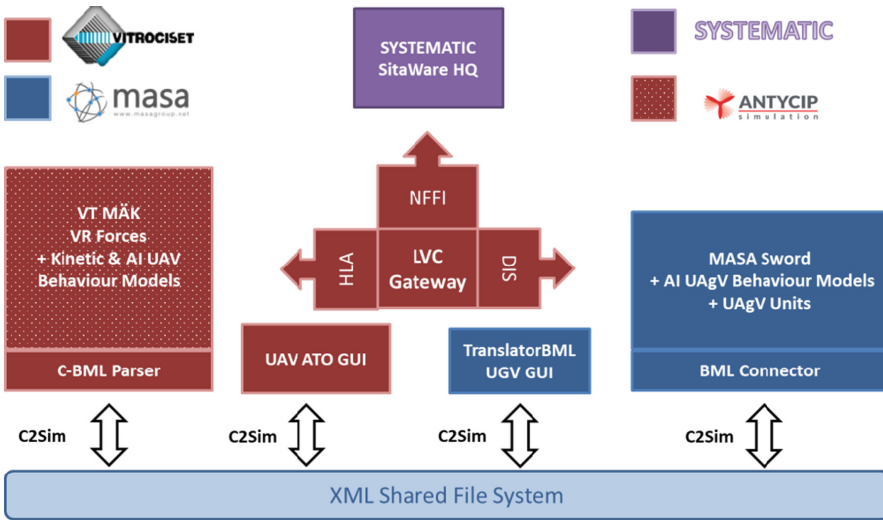 VITROCISET
masa
www.masagroup.net
SYSTEMATIC
SitaWare HQ
SYSTEMATIC
ANTYCIP
simulation
VT MÄK
VR Forces
+ Kinetic & AI UAV
Behaviour Models
C-BML Parser
NFFI
HLA
LVC
Gateway
DIS
UAV ATO GUI
TranslatorBML
UGV GUI
MASA Sword
+ AI UAgV Behaviour Models
+ UAgV Units
BML Connector
C2Sim
C2Sim
C2Sim
C2Sim
XML Shared File System